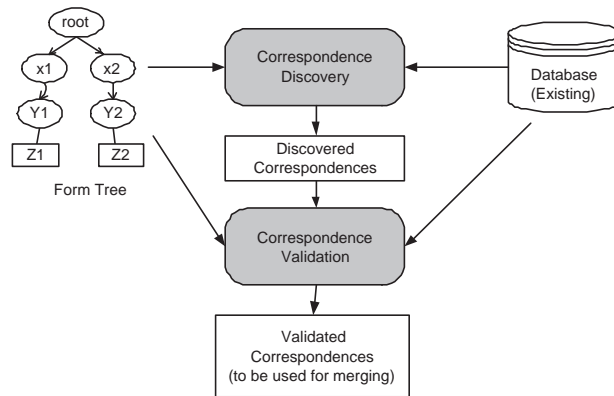 root
x1
x2
Y1
Y2
Z1
Z2
Form Tree
Correspondence
Discovery
Database
(Existing)
Discovered
Correspondences
Correspondence
Validation
Validated
Correspondences
(to be used for merging)